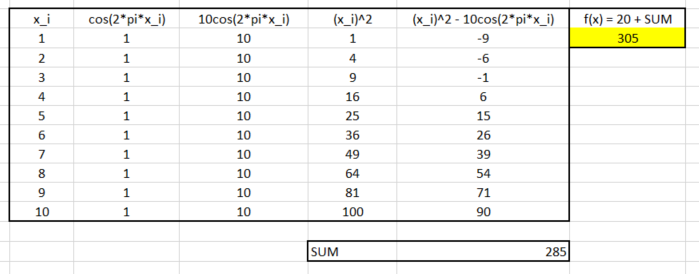 x_i cos(2*pi*x_i) 10cos(2*pi*x_i) (x_i)^2 (x_i)^2 - 10cos(2*pi*x_i) f(x) = 20 + SUM
1 1 10 1 -9 305
2 1 10 4 -6
3 1 10 9 -1
4 1 10 16 6
5 1 10 25 15
6 1 10 36 26
7 1 10 49 39
8 1 10 64 54
9 1 10 81 71
10 1 10 100 90
SUM 285